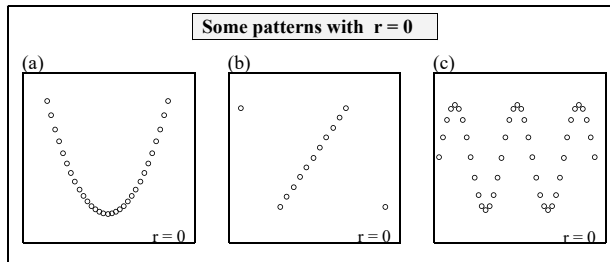 Some patterns with r = 0
(a) (b) (c)
r = 0 r = 0 r = 0